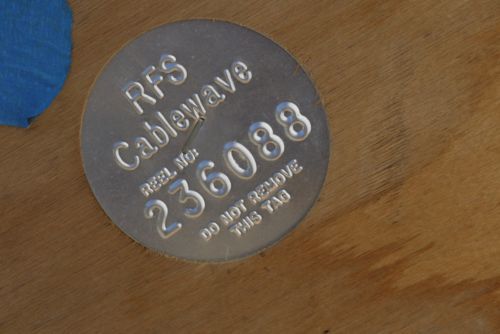 RFS
Cablewave
REEL No:
236088
DO NOT REMOVE
THIS TAG